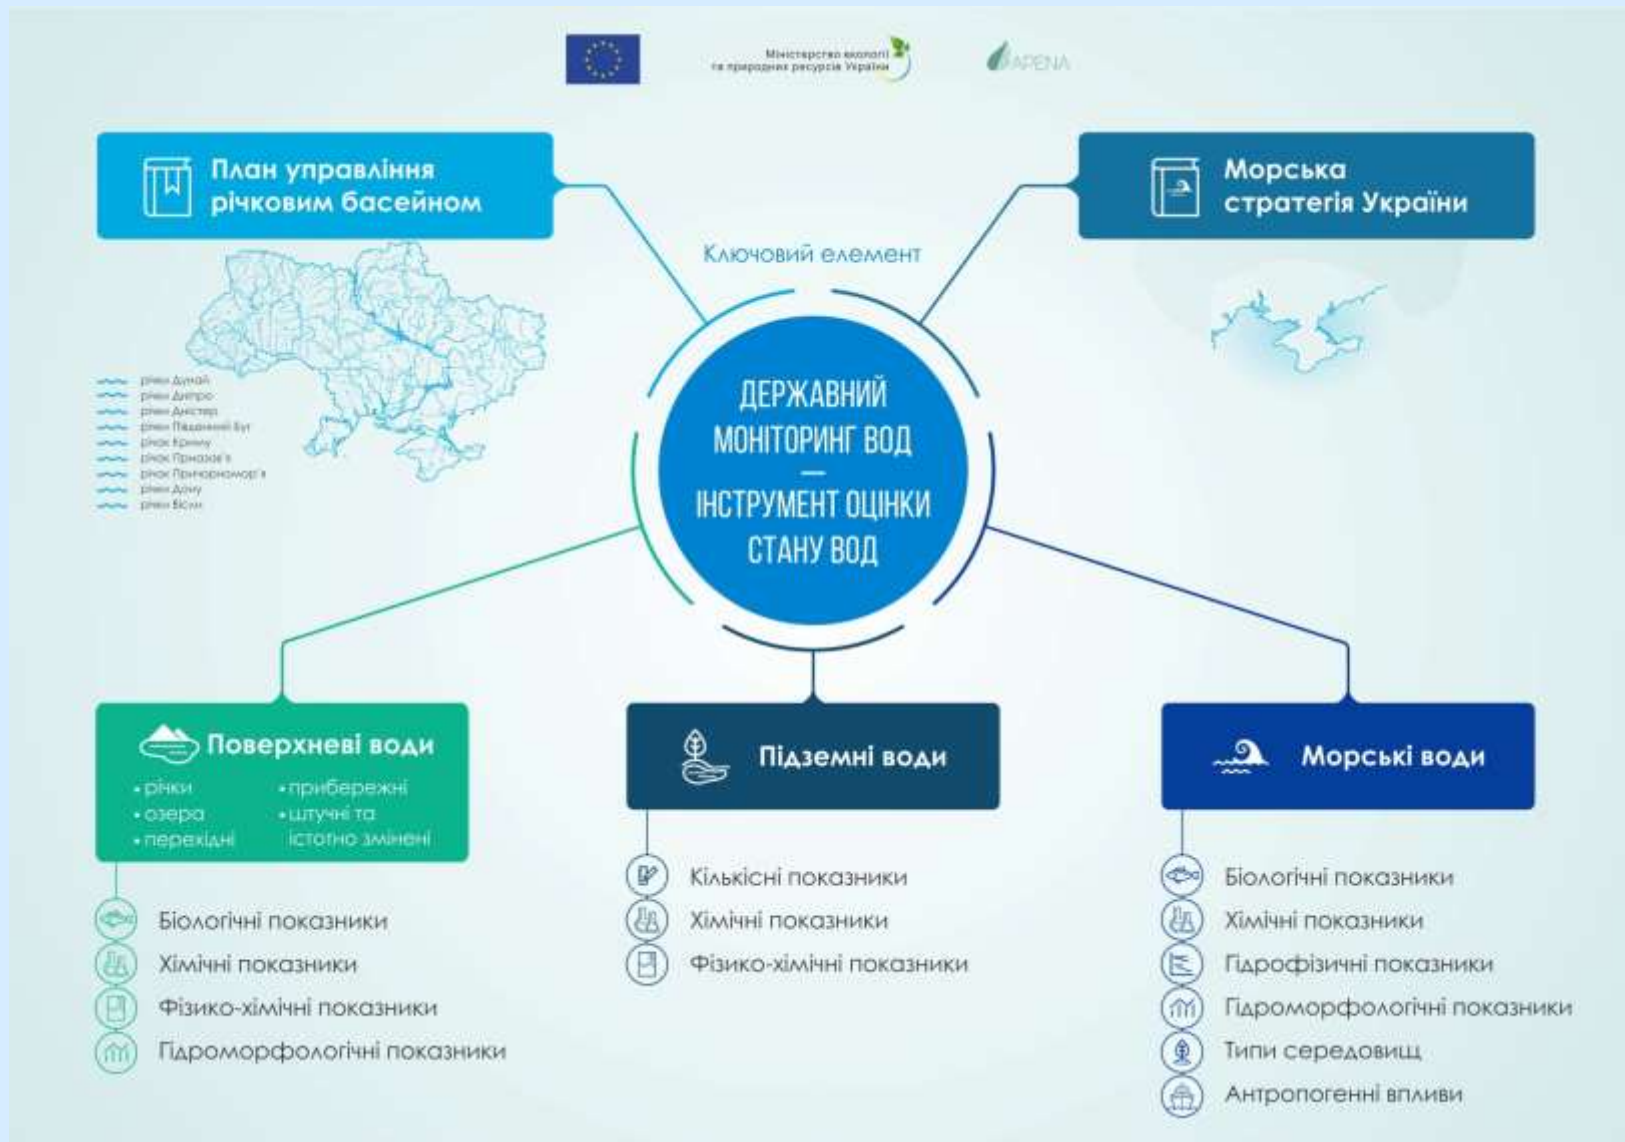 Міністерство екології
та природних ресурсів України
APENA
План управління
річковим басейном
Морська
стратегія України
Ключовий елемент
річки Дунай
річки Дніпро
річки Дністер
річки Південний Буг
річок Криму
річок Приазов'я
річок Причорномор'я
річки Дону
річки Вісли
ДЕРЖАВНИЙ
МОНІТОРИНГ ВОД
—
ІНСТРУМЕНТ ОЦІНКИ
СТАНУ ВОД
Поверхневі води
• річки
• озера
• перехідні
• прибережні
• штучні та
істотно змінені
Біологічні показники
Хімічні показники
Фізико-хімічні показники
Гідроморфологічні показники
Підземні води
Кількісні показники
Хімічні показники
Фізико-хімічні показники
Морські води
Біологічні показники
Хімічні показники
Гідрофізичні показники
Гідроморфологічні показники
Типи середовищ
Антропогенні впливи